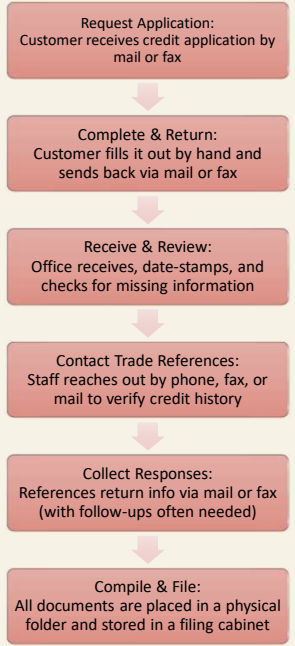 Request Application:
Customer receives credit application by
mail or fax
Complete & Return:
Customer fills it out by hand and
sends back via mail or fax
Receive & Review:
Office receives, date-stamps, and
checks for missing information
Contact Trade References:
Staff reaches out by phone, fax, or
mail to verify credit history
Collect Responses:
References return info via mail or fax
(with follow-ups often needed)
Compile & File:
All documents are placed in a physical
folder and stored in a filing cabinet